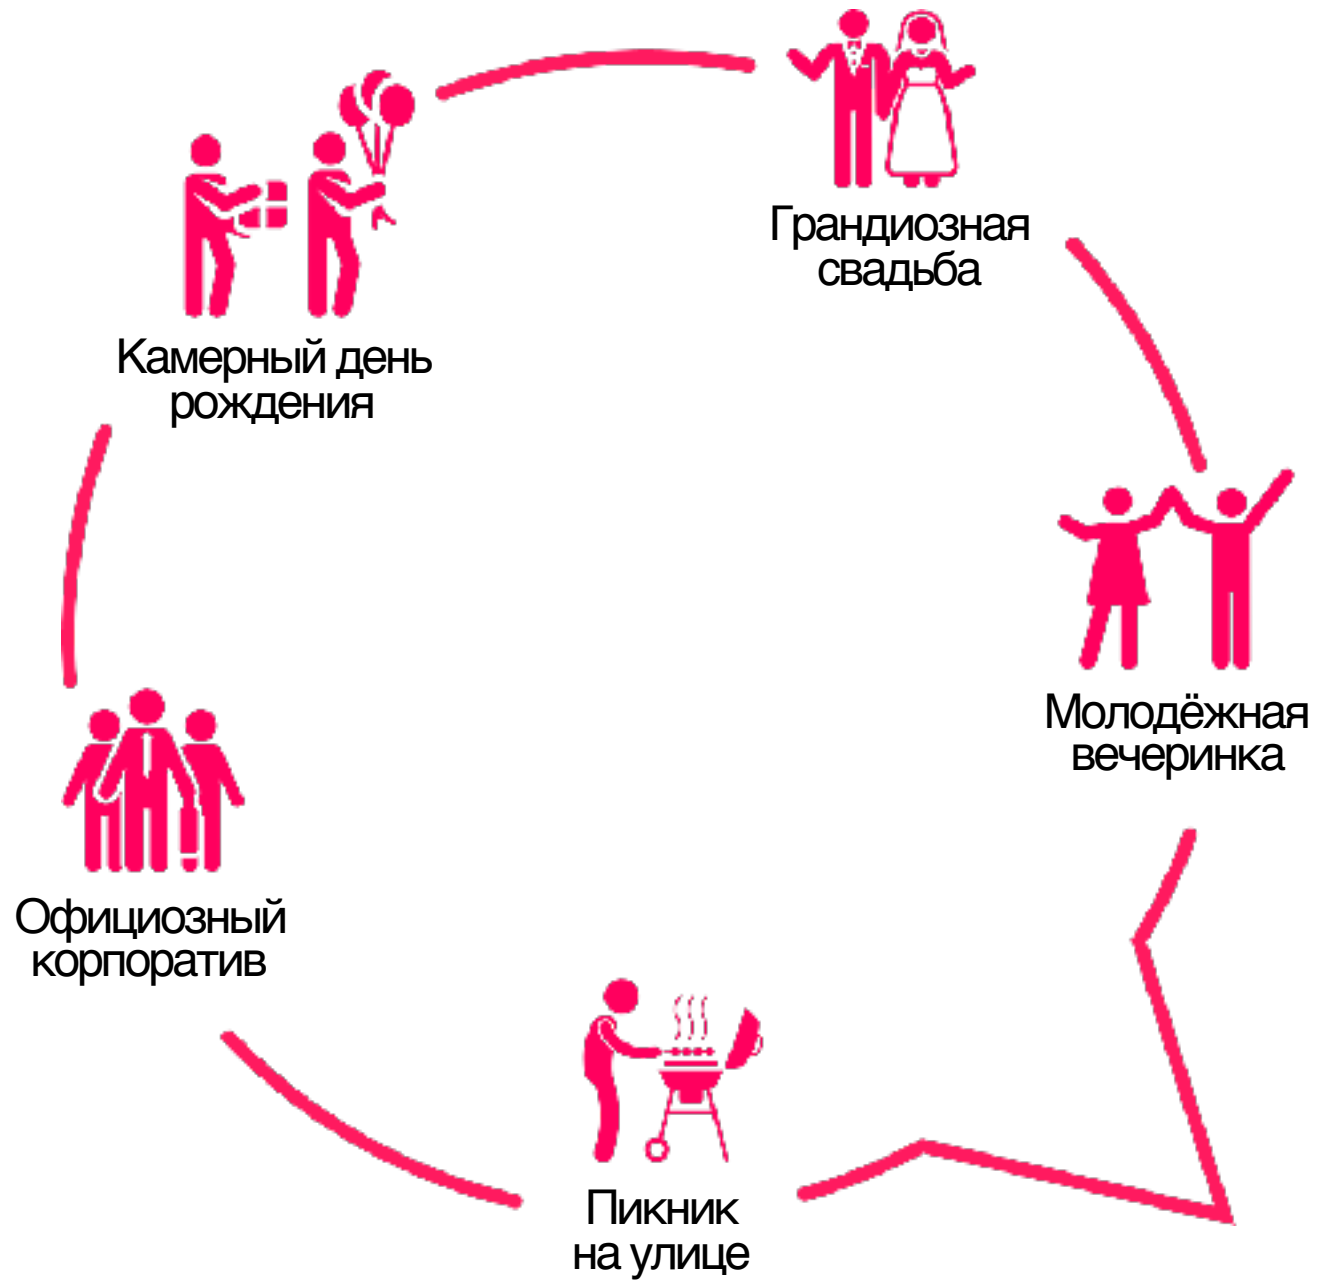 Грандиозная
свадьба
Камерный день
рождения
Молодёжная
вечеринка
Официозный
корпоратив
Пикник
на улице